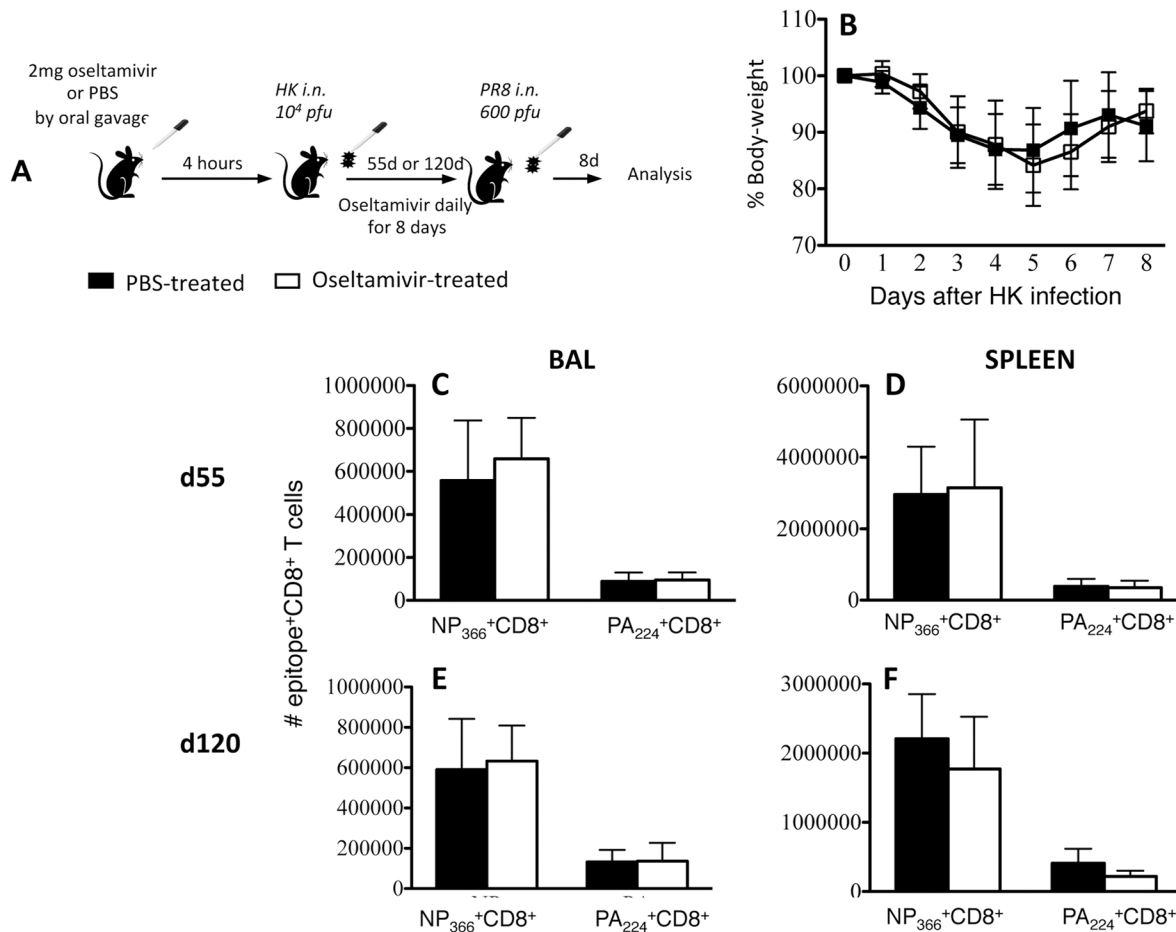 A
2mg oseltamivir
or PBS
by oral gavage
4 hours
HK i.n.
10⁴ pfu
55d or 120d
Oseltamivir daily
for 8 days
PR8 i.n.
600 pfu
8d
Analysis
PBS-treated
Oseltamivir-treated
B
% Body-weight
110
100
90
80
70
0 1 2 3 4 5 6 7 8
Days after HK infection
BAL
SPLEEN
d55
d120
# epitope⁺CD8⁺ T cells
C
1000000
800000
600000
400000
200000
0
NP₃₆₆⁺CD8⁺ PA₂₂₄⁺CD8⁺
D
6000000
4000000
2000000
0
NP₃₆₆⁺CD8⁺ PA₂₂₄⁺CD8⁺
E
1000000
800000
600000
400000
200000
0
NP₃₆₆⁺CD8⁺ PA₂₂₄⁺CD8⁺
F
3000000
2000000
1000000
0
NP₃₆₆⁺CD8⁺ PA₂₂₄⁺CD8⁺